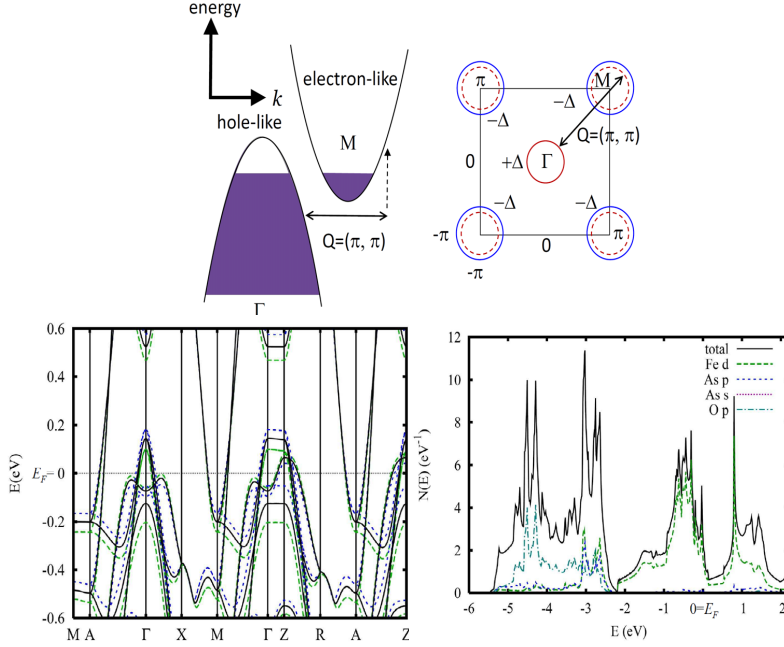 energy
k
electron-like
hole-like
M
Q=(π, π)
Γ
π
M
−Δ
−Δ
Q=(π, π)
0
+Δ
Γ
−Δ
−Δ
-π
π
0
-π
0.6
0.4
0.2
E_F= 0
-0.2
-0.4
-0.6
E(eV)
M A Γ X M Γ Z R A Z
12
10
8
6
4
2
0
N(E) (eV⁻¹)
total
Fe d
As p
As s
O p
-6 -5 -4 -3 -2 -1 0=E_F 1 2
E (eV)